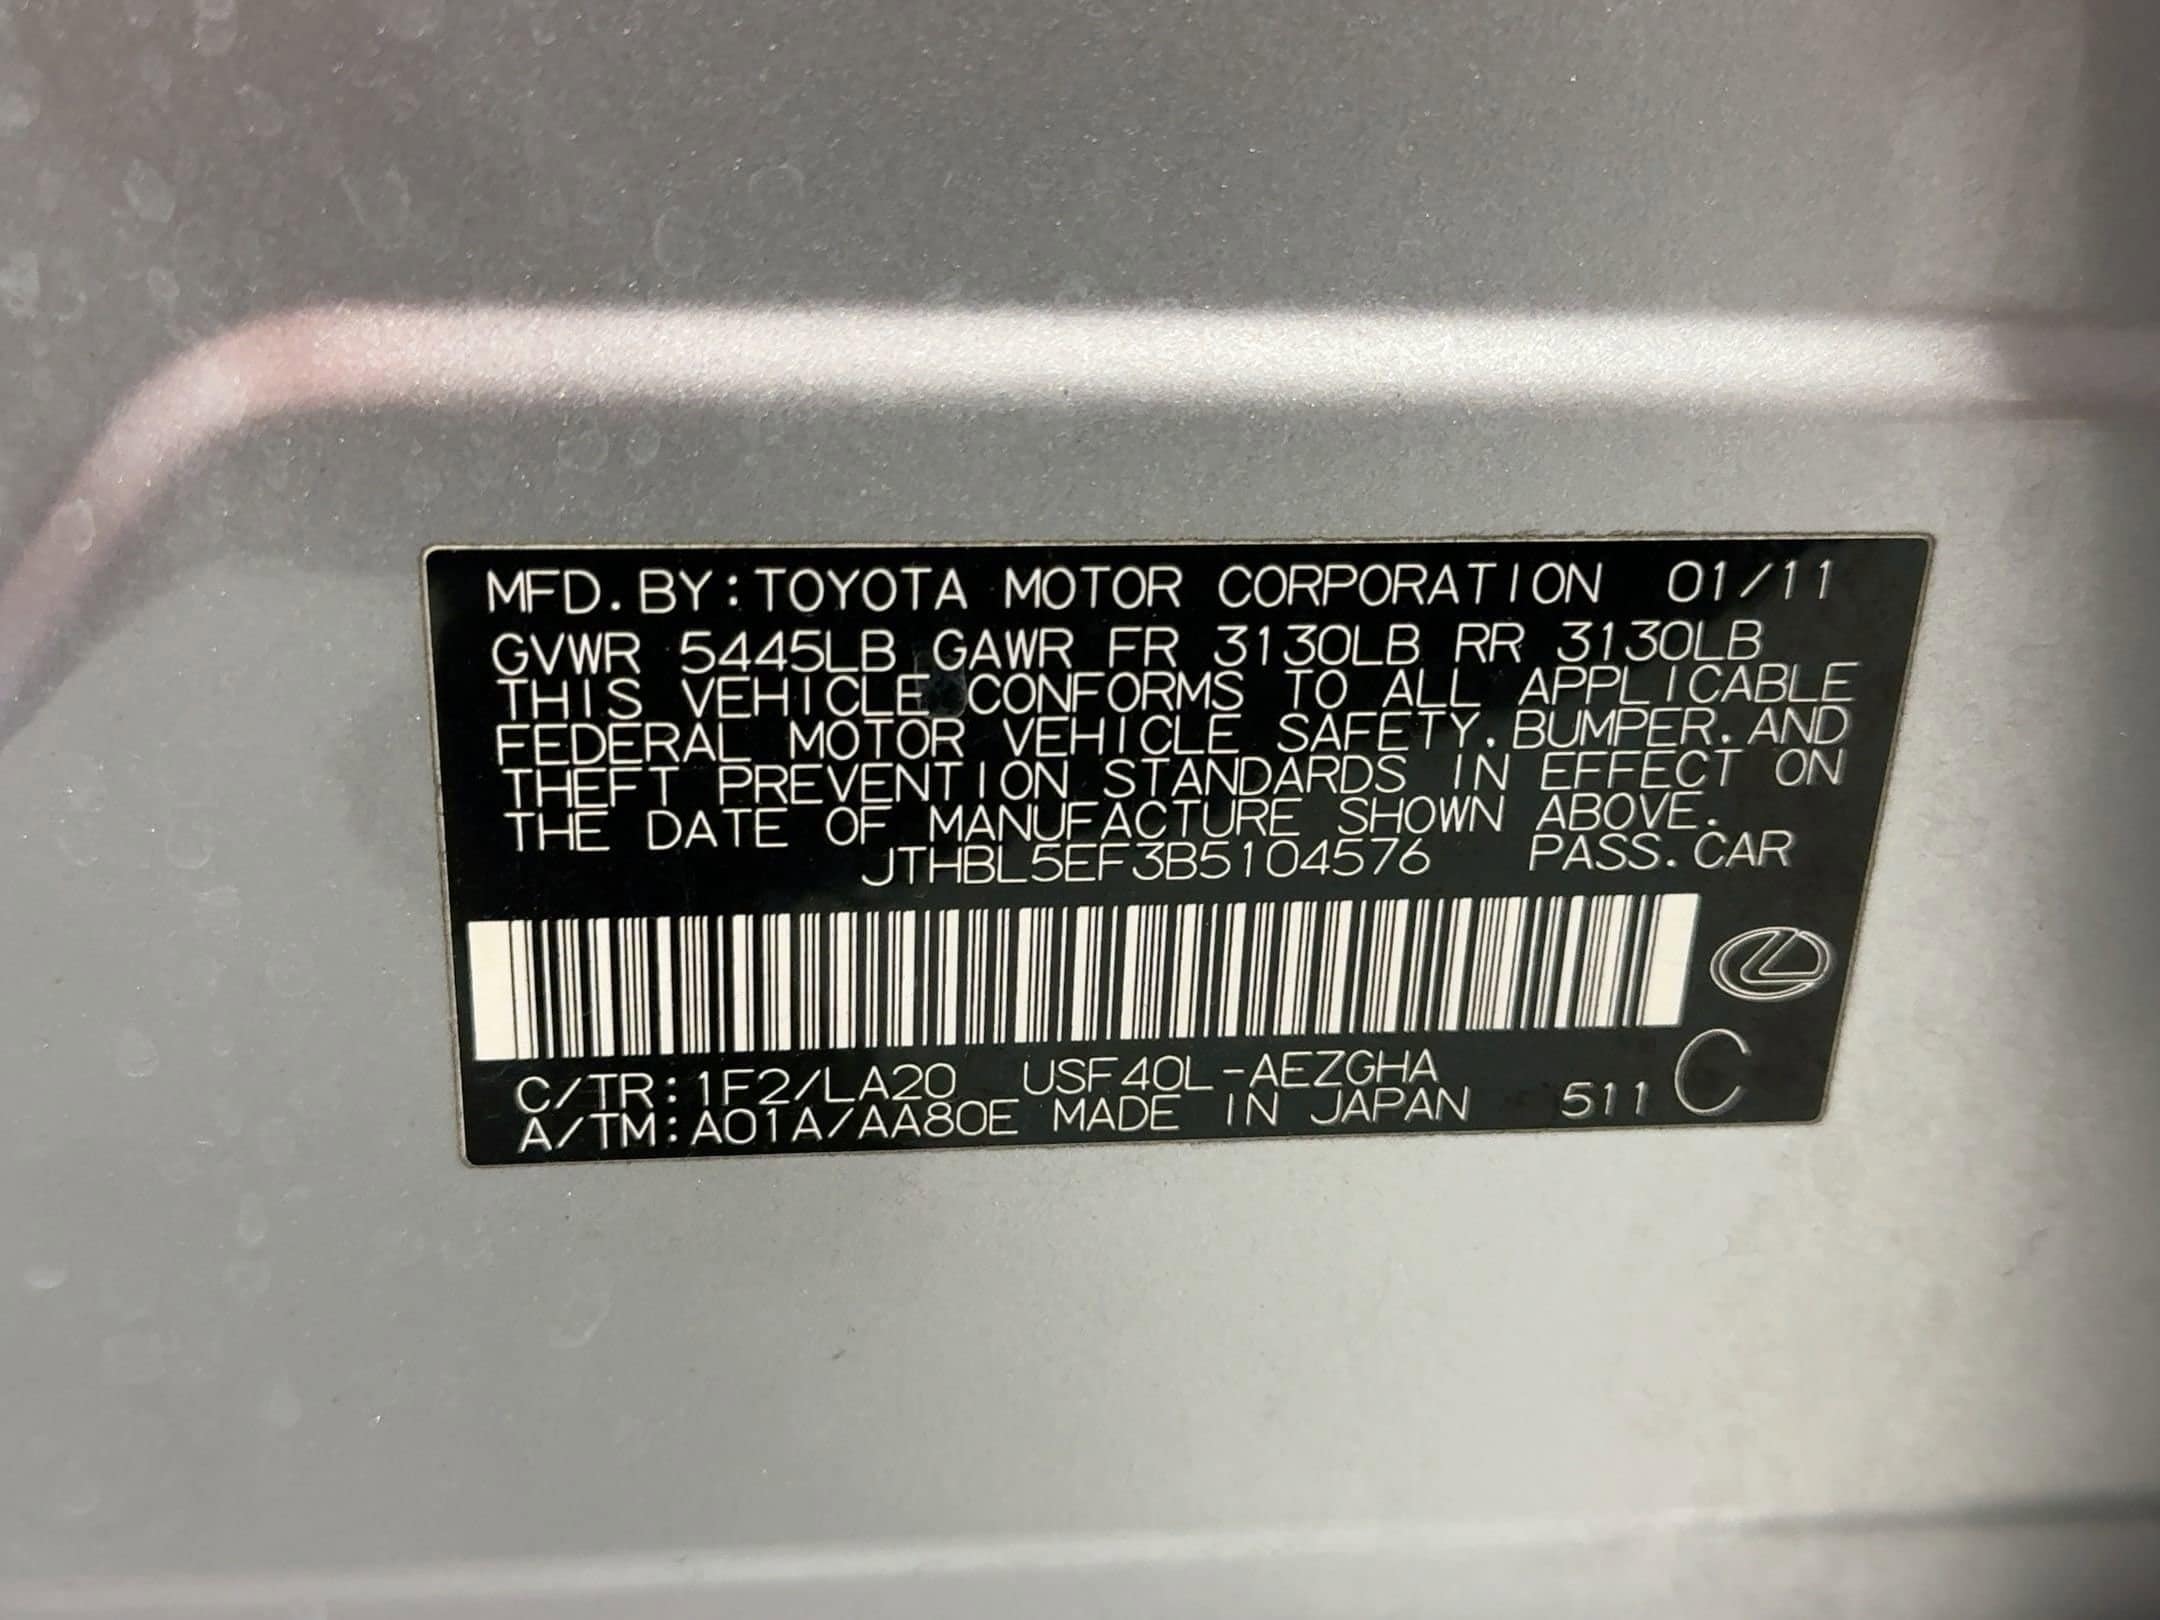 MFD.BY:TOYOTA MOTOR CORPORATION 01/11
GVWR 5445LB GAWR FR 3130LB RR 3130LB
THIS VEHICLE CONFORMS TO ALL APPLICABLE
FEDERAL MOTOR VEHICLE SAFETY, BUMPER, AND
THEFT PREVENTION STANDARDS IN EFFECT ON
THE DATE OF MANUFACTURE SHOWN ABOVE.
JTHBL5EF3B5104576 PASS.CAR
C/TR:1F2/LA20 USF40L-AEZGHA
A/TM:A01A/AA80E MADE IN JAPAN 511 C